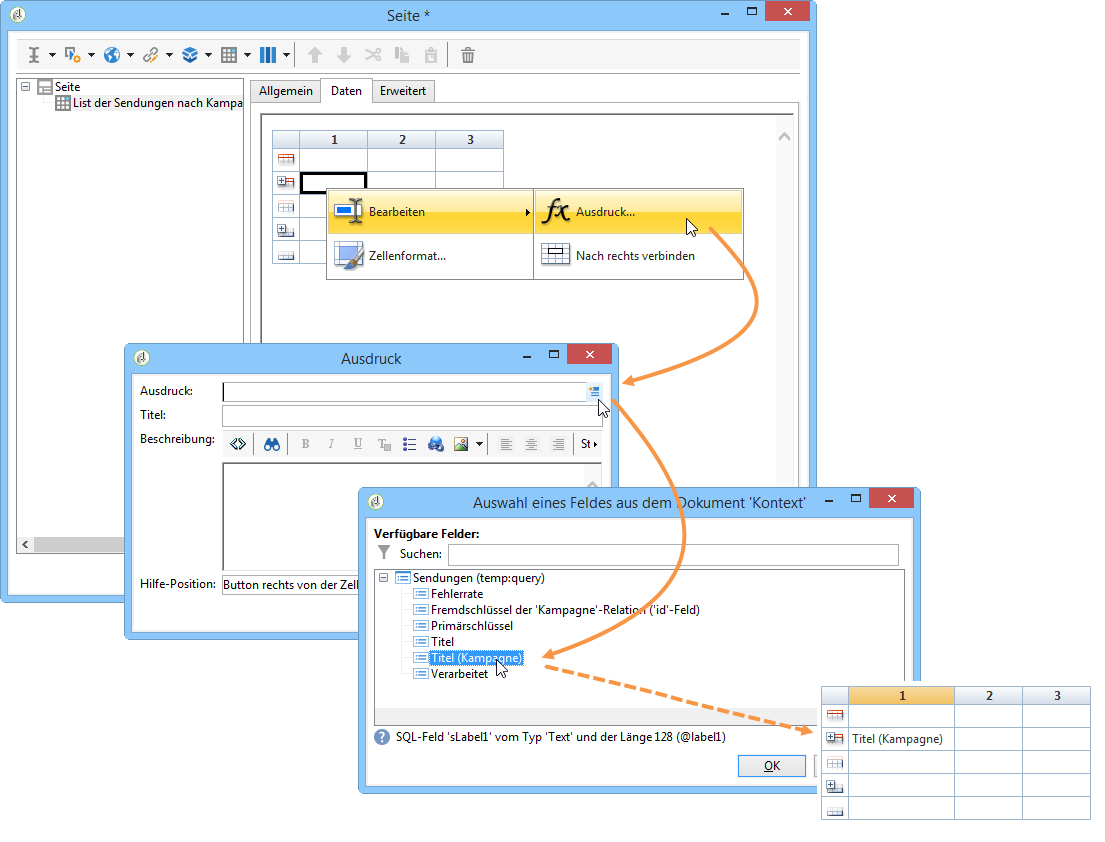 Seite *
Seite
List der Sendungen nach Kampa
Allgemein Daten Erweitert
1 2 3
Bearbeiten Ausdruck...
Zellenformat... Nach rechts verbinden
Ausdruck
Ausdruck:
Titel:
Beschreibung: B I U T St
Hilfe-Position: Button rechts von der Zell
Auswahl eines Feldes aus dem Dokument 'Kontext'
Verfügbare Felder:
Suchen:
Sendungen (temp:query)
Fehlerrate
Fremdschlüssel der 'Kampagne'-Relation ('id'-Feld)
Primärschlüssel
Titel
Titel (Kampagne)
Verarbeitet
SQL-Feld 'sLabel1' vom Typ 'Text' und der Länge 128 (@label1)
OK
1 2 3
Titel (Kampagne)